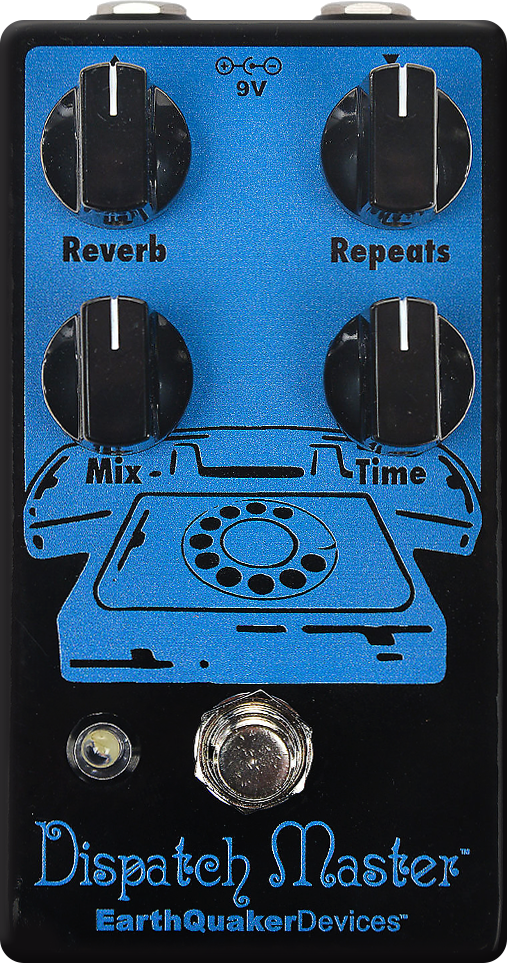 9V
Reverb
Repeats
Mix
Time
Dispatch Master™
EarthQuakerDevices™